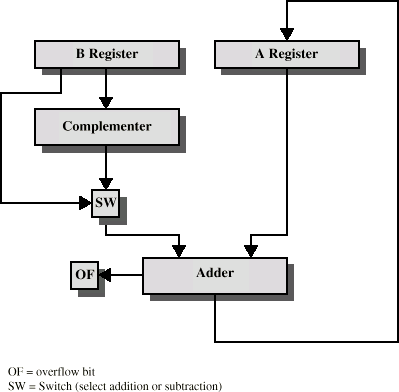 B Register
A Register
Complementer
SW
OF
Adder
OF = overflow bit
SW = Switch (select addition or subtraction)